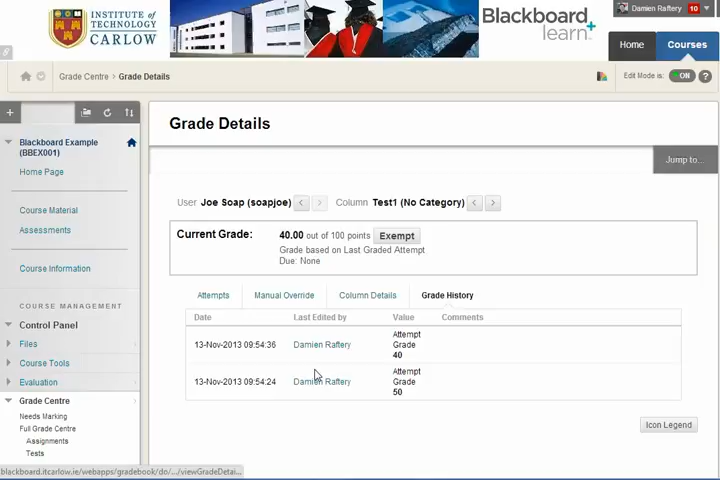 INSTITUTE of
TECHNOLOGY
CARLOW
Blackboard
learn+
Damien Raftery 10
Home Courses
Grade Centre > Grade Details
Edit Mode is: ON ?
Grade Details
Jump to...
Blackboard Example
(BBEX001)
Home Page
Course Material
Assessments
Course Information
COURSE MANAGEMENT
Control Panel
Files
Course Tools
Evaluation
Grade Centre
Needs Marking
Full Grade Centre
Assignments
Tests
User Joe Soap (soapjoe) < > Column Test1 (No Category) < >
Current Grade: 40.00 out of 100 points Exempt
Grade based on Last Graded Attempt
Due: None
Attempts Manual Override Column Details Grade History
Date Last Edited by Value Comments
13-Nov-2013 09:54:36 Damien Raftery Attempt
Grade
40
13-Nov-2013 09:54:24 Damien Raftery Attempt
Grade
50
Icon Legend
blackboard.itcarlow.ie/webapps/gradebook/do/.../viewGradeDetai...